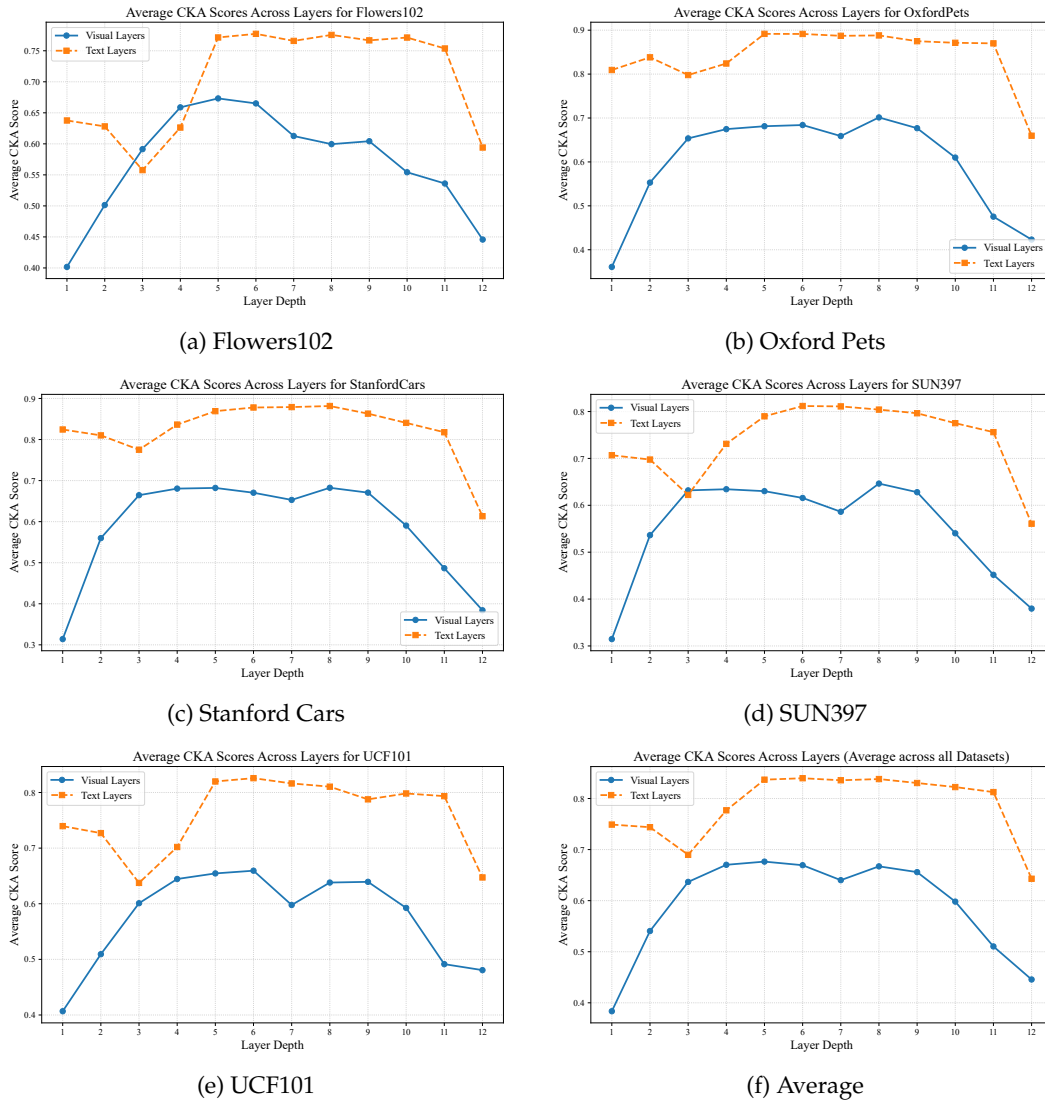 Average CKA Scores Across Layers for Flowers102
Visual Layers
Text Layers
Average CKA Score
0.75
0.70
0.65
0.60
0.55
0.50
0.45
0.40
1 2 3 4 5 6 7 8 9 10 11 12
Layer Depth
(a) Flowers102
Average CKA Scores Across Layers for OxfordPets
Average CKA Score
0.9
0.8
0.7
0.6
0.5
0.4
Visual Layers
Text Layers
1 2 3 4 5 6 7 8 9 10 11 12
Layer Depth
(b) Oxford Pets
Average CKA Scores Across Layers for StanfordCars
Average CKA Score
0.9
0.8
0.7
0.6
0.5
0.4
0.3
Visual Layers
Text Layers
1 2 3 4 5 6 7 8 9 10 11 12
Layer Depth
(c) Stanford Cars
Average CKA Scores Across Layers for SUN397
Visual Layers
Text Layers
Average CKA Score
0.8
0.7
0.6
0.5
0.4
0.3
1 2 3 4 5 6 7 8 9 10 11 12
Layer Depth
(d) SUN397
Average CKA Scores Across Layers for UCF101
Visual Layers
Text Layers
Average CKA Score
0.8
0.7
0.6
0.5
0.4
1 2 3 4 5 6 7 8 9 10 11 12
Layer Depth
(e) UCF101
Average CKA Scores Across Layers (Average across all Datasets)
Visual Layers
Text Layers
Average CKA Score
0.8
0.7
0.6
0.5
0.4
1 2 3 4 5 6 7 8 9 10 11 12
Layer Depth
(f) Average